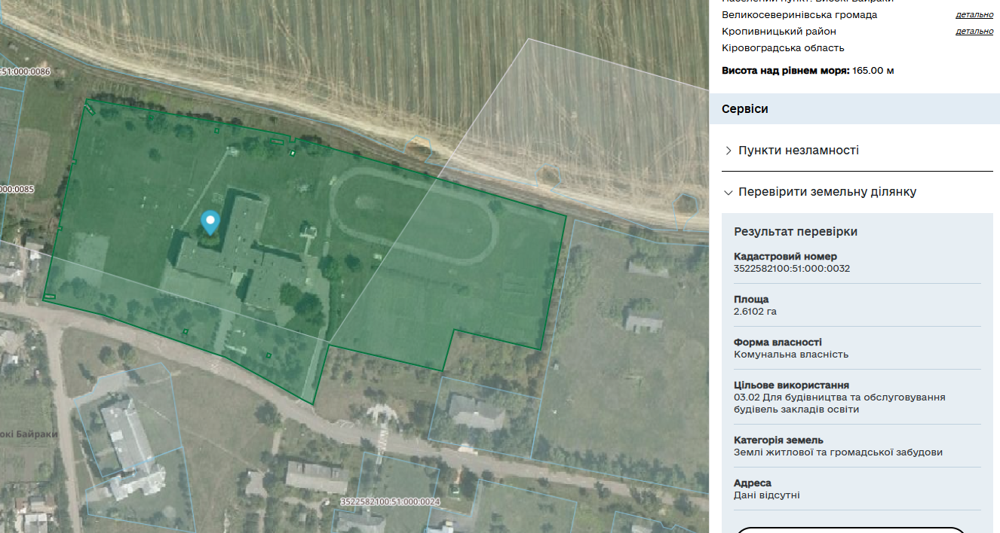 Населений пункт: Високі Байраки
Великосеверинівська громада детально
Кропивницький район детально
Кіровоградська область
Висота над рівнем моря: 165.00 м
Сервіси
Пункти незламності
Перевірити земельну ділянку
Результат перевірки
Кадастровий номер
3522582100:51:000:0032
Площа
2.6102 га
Форма власності
Комунальна власність
Цільове використання
03.02 Для будівництва та обслуговування
будівель закладів освіти
Категорія земель
Землі житлової та громадської забудови
Адреса
Дані відсутні
:51:000:0086
000:0085
окі Байраки
3522582100:51:000:0024